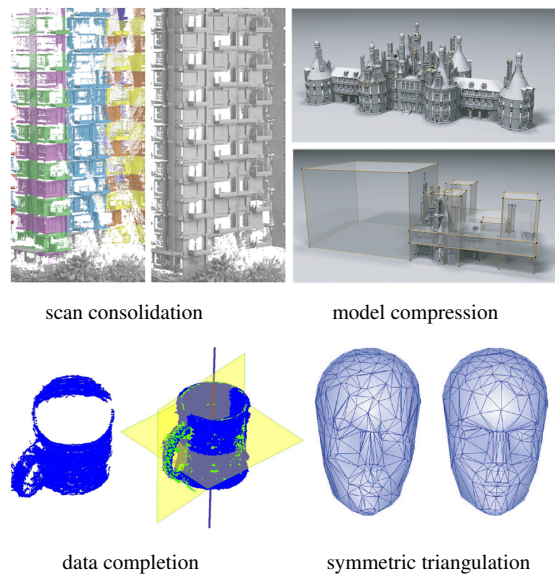 scan consolidation
model compression
data completion
symmetric triangulation